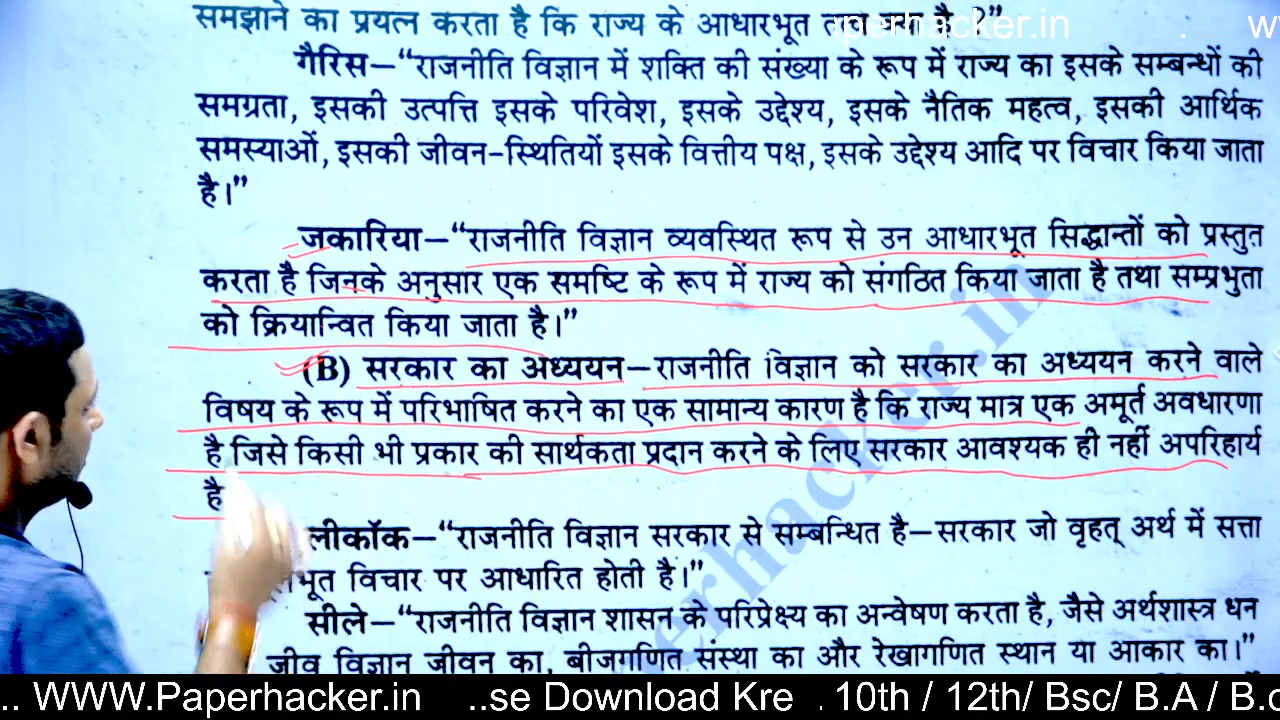 समझाने का प्रयत्न करता है कि राज्य के आधारभूत
perhacker.in
गैरिस–“राजनीति विज्ञान में शक्ति की संख्या के रूप में राज्य का इसके सम्बन्धों की
समग्रता, इसकी उत्पत्ति इसके परिवेश, इसके उद्देश्य, इसके नैतिक महत्व, इसकी आर्थिक
समस्याओं, इसकी जीवन-स्थितियों इसके वित्तीय पक्ष, इसके उद्देश्य आदि पर विचार किया जाता
है।”
जकारिया–“राजनीति विज्ञान व्यवस्थित रूप से उन आधारभूत सिद्धान्तों को प्रस्तुत
करता है जिनके अनुसार एक समष्टि के रूप में राज्य को संगठित किया जाता है तथा सम्प्रभुता
को क्रियान्वित किया जाता है।”
(B) सरकार का अध्ययन–राजनीति विज्ञान को सरकार का अध्ययन करने वाले
विषय के रूप में परिभाषित करने का एक सामान्य कारण है कि राज्य मात्र एक अमूर्त अवधारणा
है जिसे किसी भी प्रकार की सार्थकता प्रदान करने के लिए सरकार आवश्यक ही नहीं अपरिहार्य
है
लीकॉक–“राजनीति विज्ञान सरकार से सम्बन्धित है–सरकार जो वृहत् अर्थ में सत्ता
भूत विचार पर आधारित होती है।”
सीले–“राजनीति विज्ञान शासन के परिप्रेक्ष्य का अन्वेषण करता है, जैसे अर्थशास्त्र धन
जीव विज्ञान जीवन का, बीजगणित संस्था का और रेखागणित स्थान या आकार का।”
erhacker.in
.. WWW.Paperhacker.in ..se Download Kre . 10th / 12th/ Bsc/ B.A / B.c